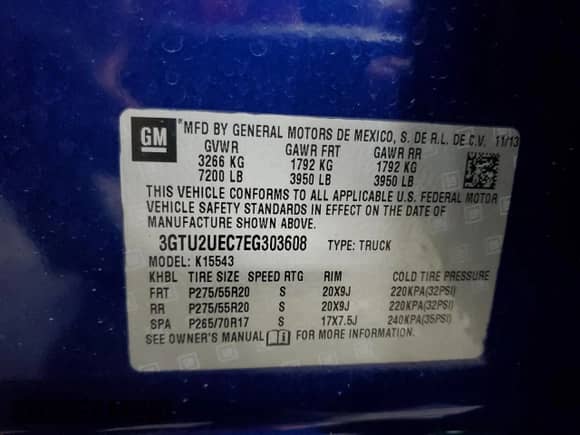 GM
*MFD BY GENERAL MOTORS DE MEXICO, S. DE R.L. DE C.V. 11/13
GVWR GAWR FRT GAWR RR
3266 KG 1792 KG 1792 KG
7200 LB 3950 LB 3950 LB
THIS VEHICLE CONFORMS TO ALL APPLICABLE U.S. FEDERAL MOTOR
VEHICLE SAFETY STANDARDS IN EFFECT ON THE DATE OF
MANUFACTURE SHOWN ABOVE.
3GTU2UEC7EG303608 TYPE: TRUCK
MODEL: K15543
KHBL TIRE SIZE SPEED RTG RIM COLD TIRE PRESSURE
FRT P275/55R20 S 20X9J 220KPA(32PSI)
RR P275/55R20 S 20X9J 220KPA(32PSI)
SPA P265/70R17 S 17X7.5J 240KPA(35PSI)
SEE OWNER'S MANUAL FOR MORE INFORMATION.